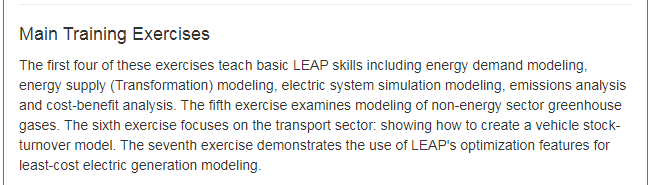 Main Training Exercises
The first four of these exercises teach basic LEAP skills including energy demand modeling,
energy supply (Transformation) modeling, electric system simulation modeling, emissions analysis
and cost-benefit analysis. The fifth exercise examines modeling of non-energy sector greenhouse
gases. The sixth exercise focuses on the transport sector: showing how to create a vehicle stock-
turnover model. The seventh exercise demonstrates the use of LEAP's optimization features for
least-cost electric generation modeling.